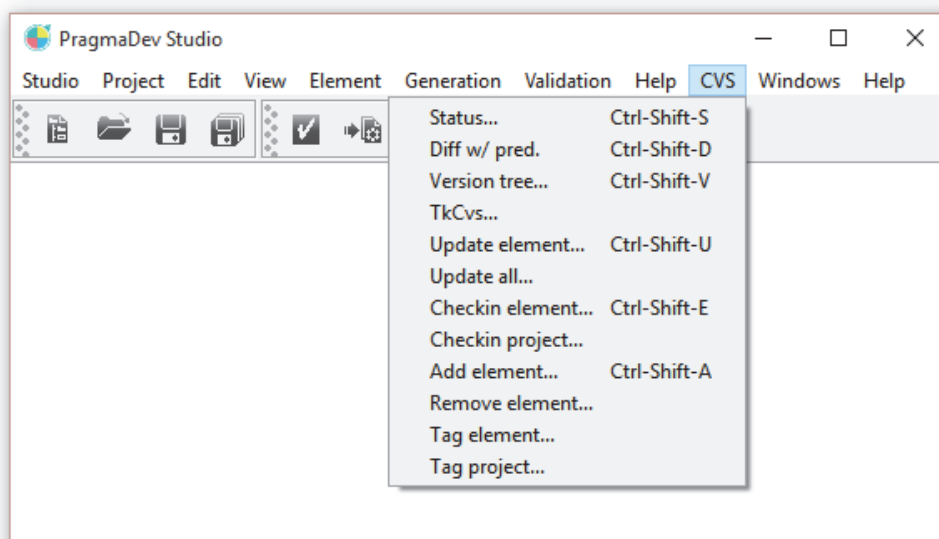 PragmaDev Studio
Studio Project Edit View Element Generation Validation Help CVS Windows Help
Status... Ctrl-Shift-S
Diff w/ pred. Ctrl-Shift-D
Version tree... Ctrl-Shift-V
TkCvs...
Update element... Ctrl-Shift-U
Update all...
Checkin element... Ctrl-Shift-E
Checkin project...
Add element... Ctrl-Shift-A
Remove element...
Tag element...
Tag project...